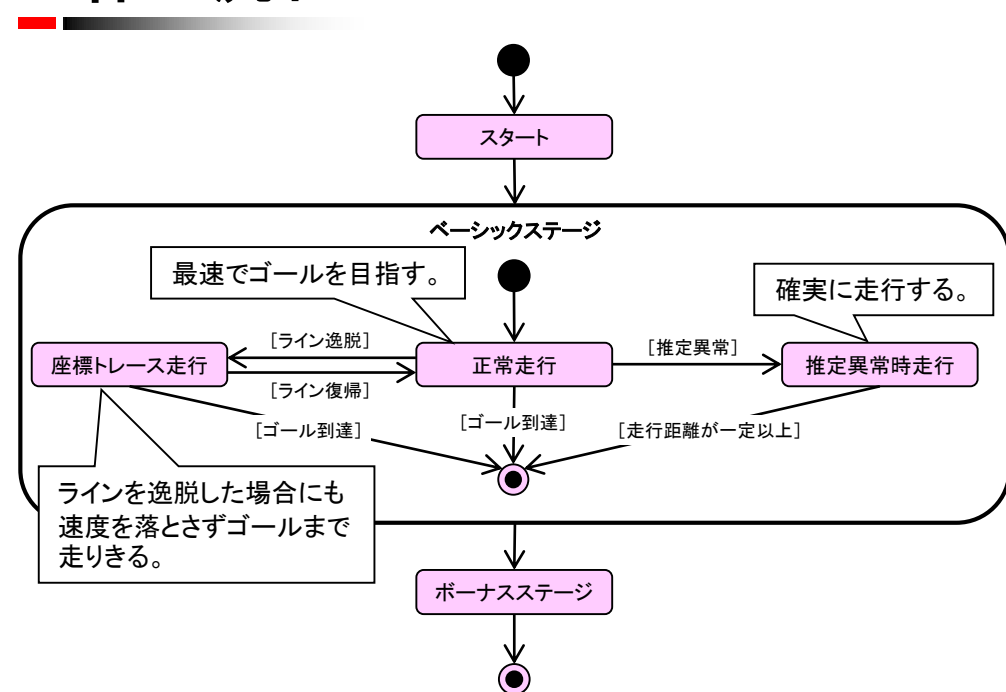 スタート
ベーシックステージ
最速でゴールを目指す。
確実に走行する。
[ライン逸脱]
[推定異常]
座標トレース走行
正常走行
推定異常時走行
[ライン復帰]
[ゴール到達]
[ゴール到達]
[走行距離が一定以上]
ラインを逸脱した場合にも
速度を落とさずゴールまで
走りきる。
ボーナスステージ